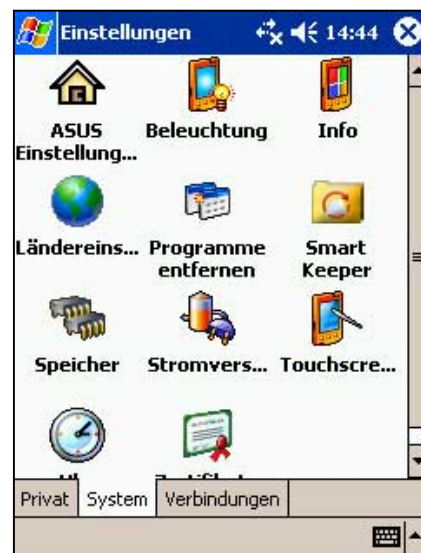 Einstellungen 14:44
ASUS Einstellung...
Beleuchtung
Info
Ländereins...
Programme entfernen
Smart Keeper
Speicher
Stromvers...
Touchscre...
Privat System Verbindungen